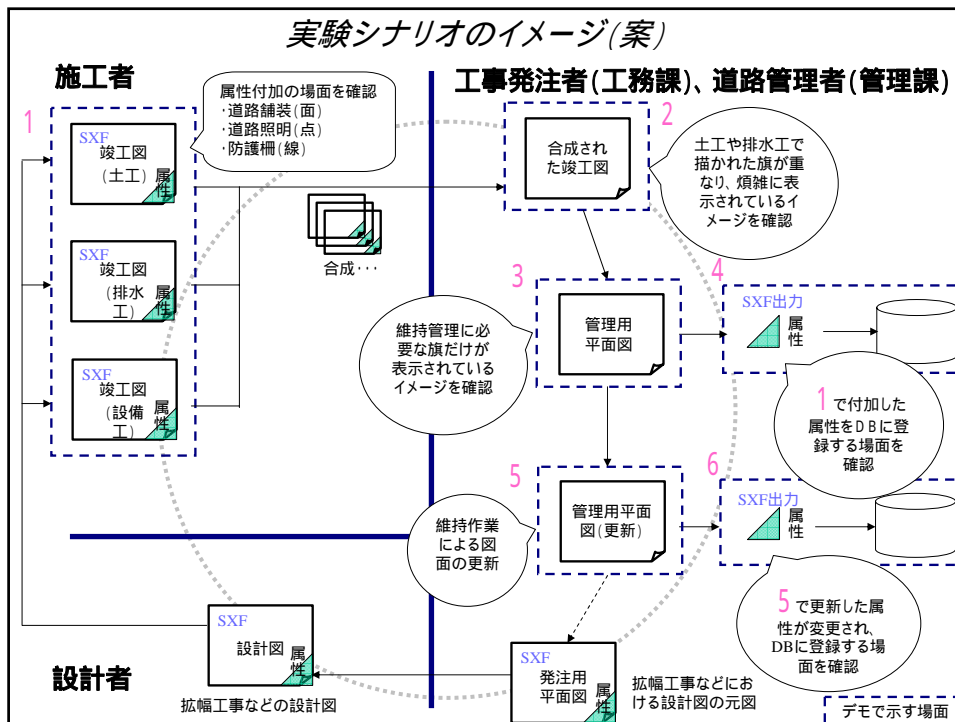 実験シナリオのイメージ(案)
施工者
工事発注者(工務課)、道路管理者(管理課)
1
SXF
竣工図
(土工)
属性
属性付加の場面を確認
・道路舗装(面)
・道路照明(点)
・防護柵(線)
SXF
竣工図
(排水
工)
属性
SXF
竣工図
(設備
工)
属性
合成・・・
2
合成され
た竣工図
土工や排水工で
描かれた旗が重
なり、煩雑に表
示されているイ
メージを確認
3
管理用
平面図
維持管理に必
要な旗だけが
表示されている
イメージを確認
4
SXF出力
属性
1で付加した
属性をDBに登
録する場面を
確認
5
管理用平面
図(更新)
維持作業
による図
面の更新
6
SXF出力
属性
5で更新した属
性が変更され、
DBに登録する場
面を確認
設計者
SXF
設計図
属性
拡幅工事などの設計図
SXF
発注用
平面図
属性
拡幅工事などにお
ける設計図の元図
デモで示す場面